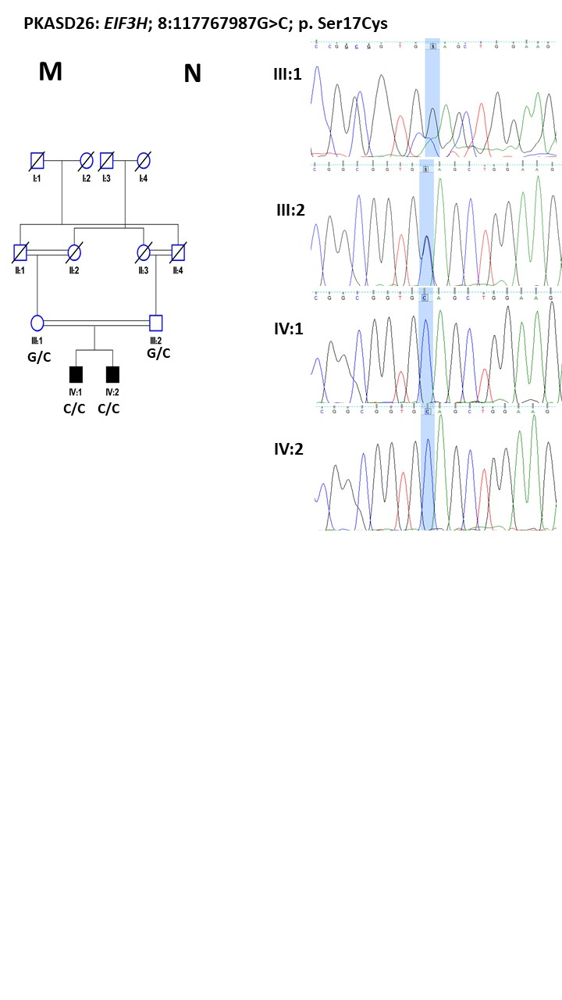 PKASD26: EIF3H; 8:117767987G>C; p. Ser17Cys
M
N
I:1
I:2
I:3
I:4
II:1
II:2
II:3
II:4
III:1
III:2
G/C
G/C
IV:1
IV:2
C/C
C/C
III:1
C C G G C G G T G S A G C T G G A A G
III:2
C G G C G G T G S A G C T G G A A G
IV:1
C G G C G G T G C A G C T G G A A G
IV:2
C G G C G G T G C A G C T G G A A G